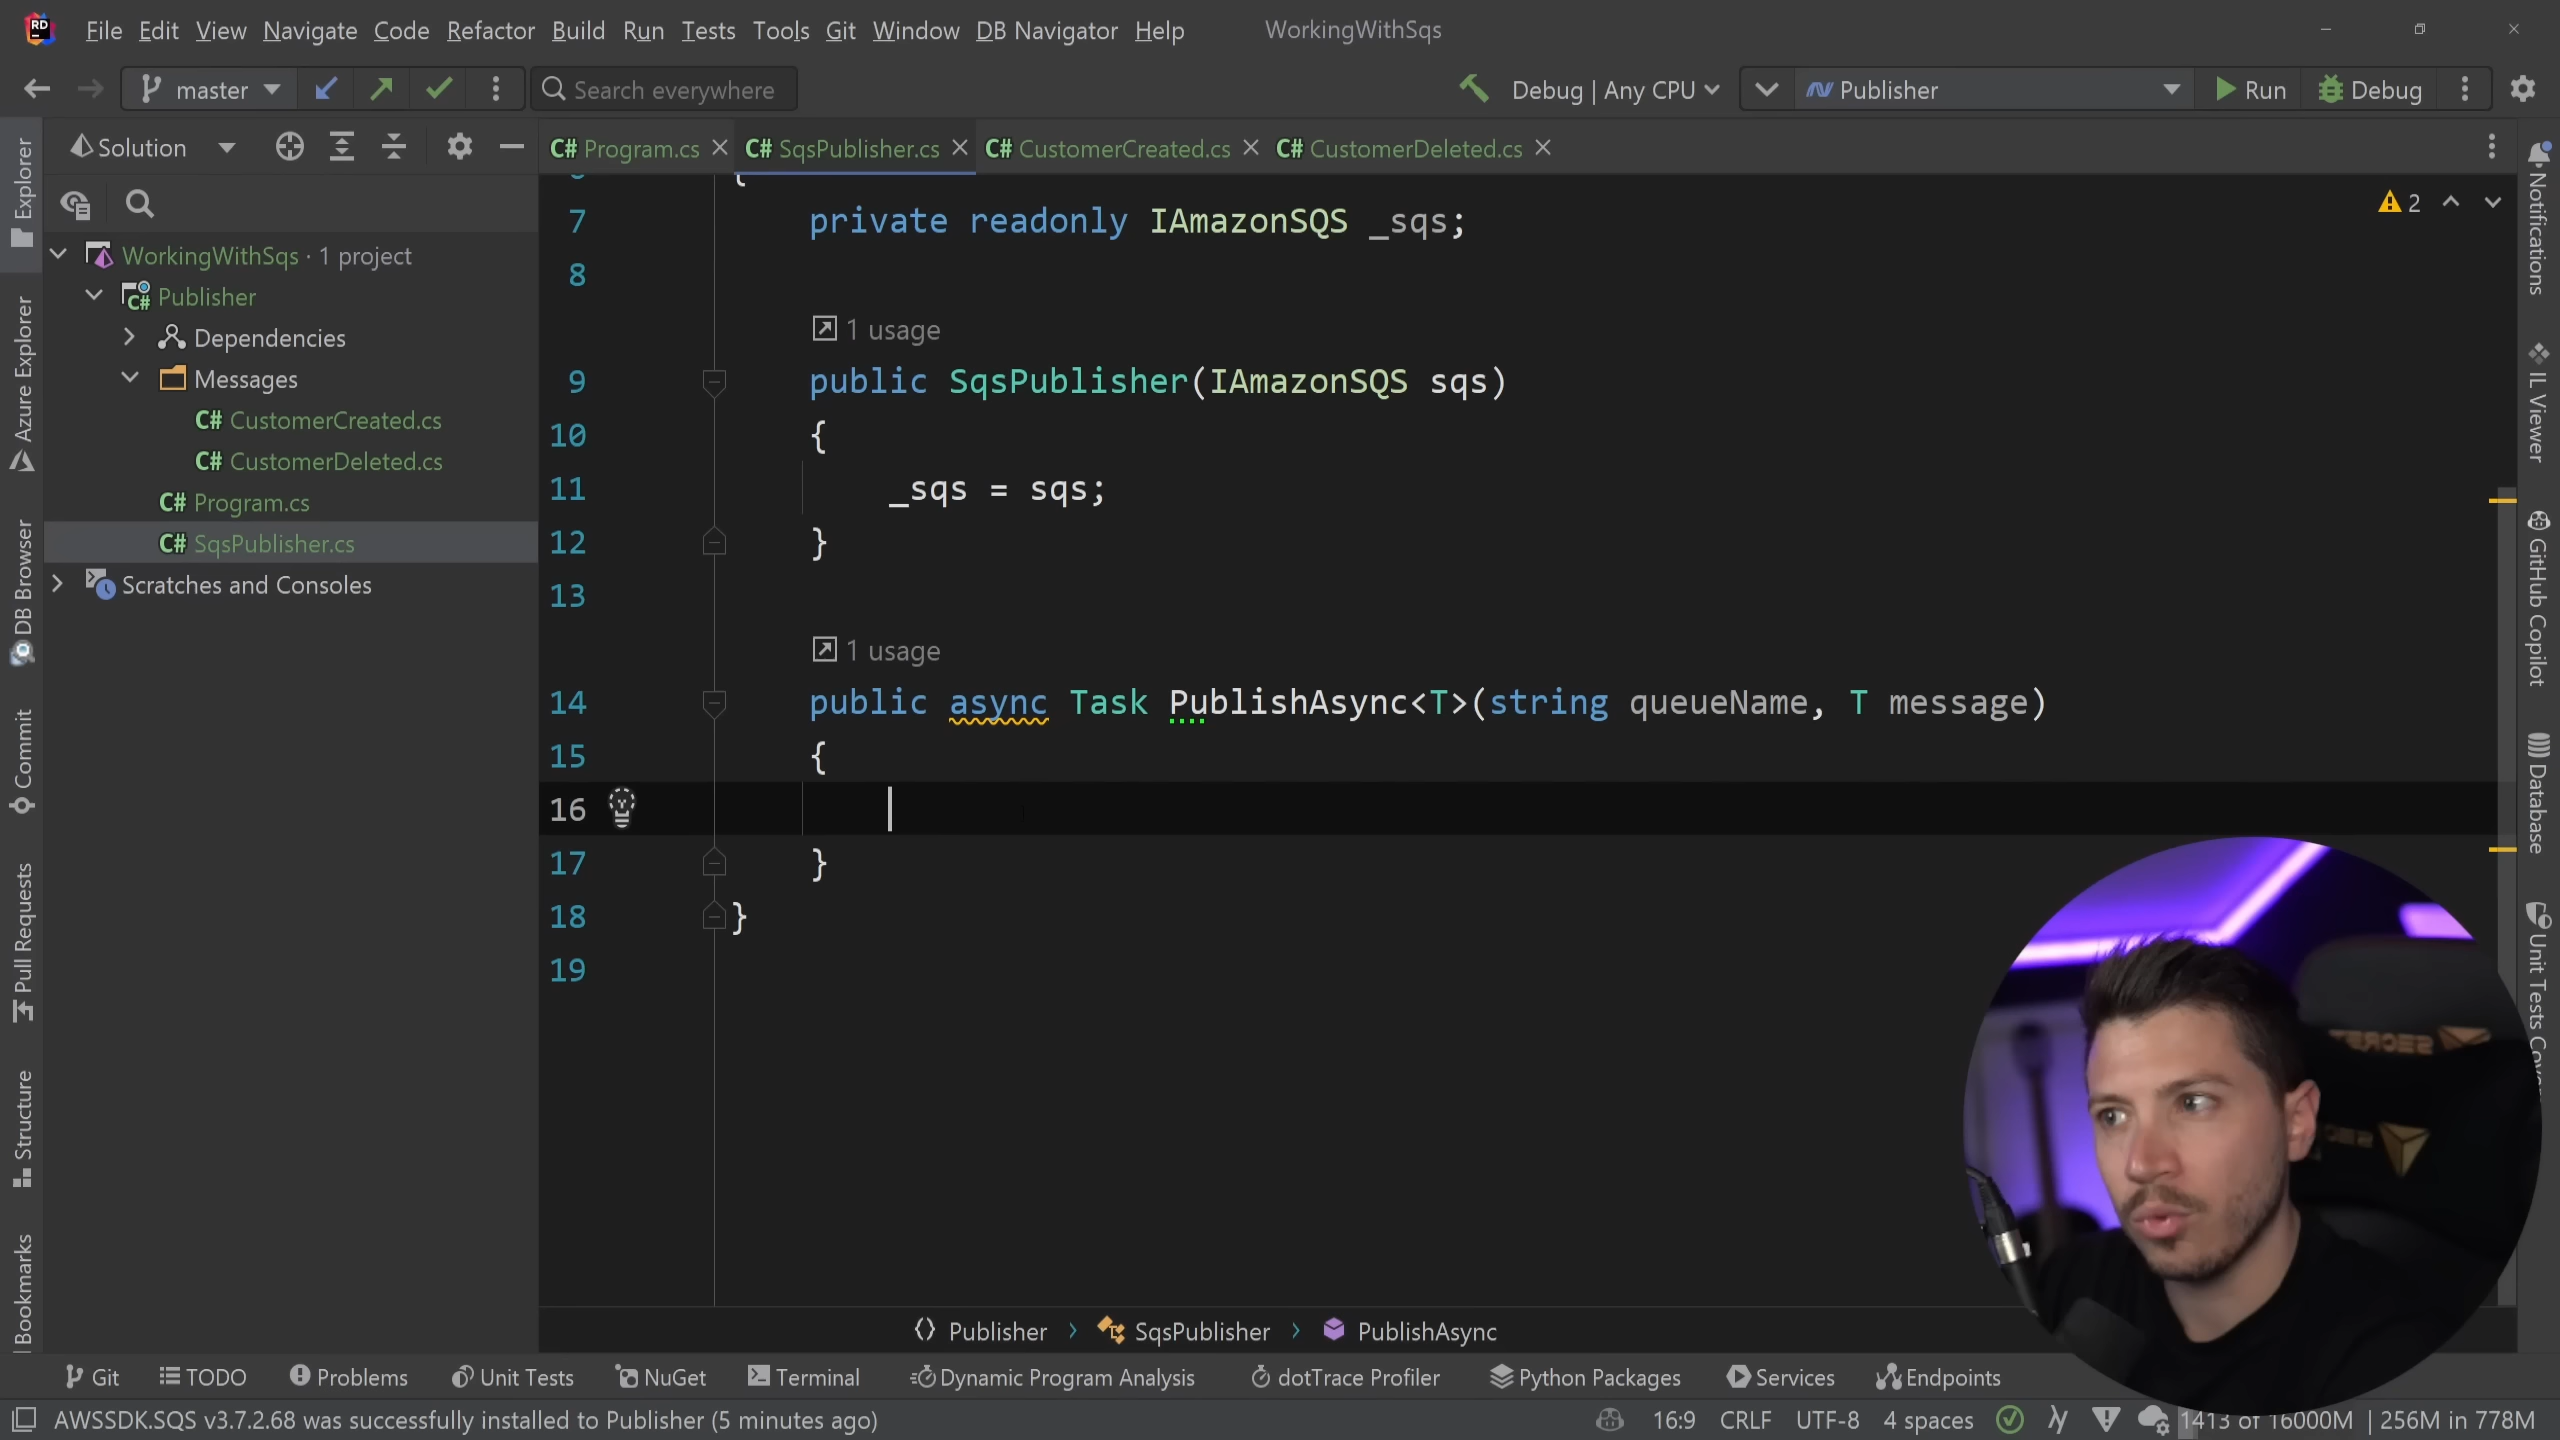 RD
File Edit View Navigate Code Refactor Build Run Tests Tools Git Window DB Navigator Help
WorkingWithSqs
master
Search everywhere
Debug | Any CPU
Publisher
Run
Debug
Solution
C# Program.cs
C# SqsPublisher.cs
C# CustomerCreated.cs
C# CustomerDeleted.cs
WorkingWithSqs · 1 project
C# Publisher
Dependencies
Messages
C# CustomerCreated.cs
C# CustomerDeleted.cs
C# Program.cs
C# SqsPublisher.cs
Scratches and Consoles
Explorer
Azure Explorer
DB Browser
Commit
Pull Requests
Structure
Bookmarks
2
{
7 private readonly IAmazonSQS _sqs;
8
1 usage
9 public SqsPublisher(IAmazonSQS sqs)
10 {
11 _sqs = sqs;
12 }
13
1 usage
14 public async Task PublishAsync<T>(string queueName, T message)
15 {
16
17 }
18 }
19
Notifications
IL Viewer
GitHub Copilot
Database
Unit Tests
Publisher › SqsPublisher › PublishAsync
Git TODO Problems Unit Tests NuGet Terminal Dynamic Program Analysis dotTrace Profiler Python Packages Services Endpoints
AWSSDK.SQS v3.7.2.68 was successfully installed to Publisher (5 minutes ago)
16:9 CRLF UTF-8 4 spaces
1413 of 16000M | 256M in 778M